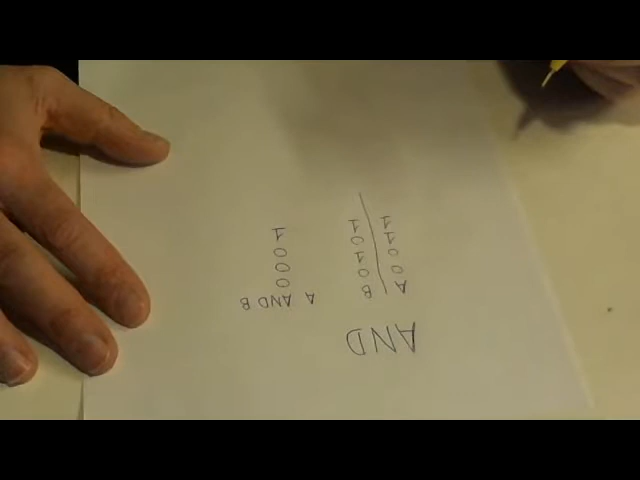 AND
A B A AND B
0 0 0
0 1 0
1 0 0
1 1 1